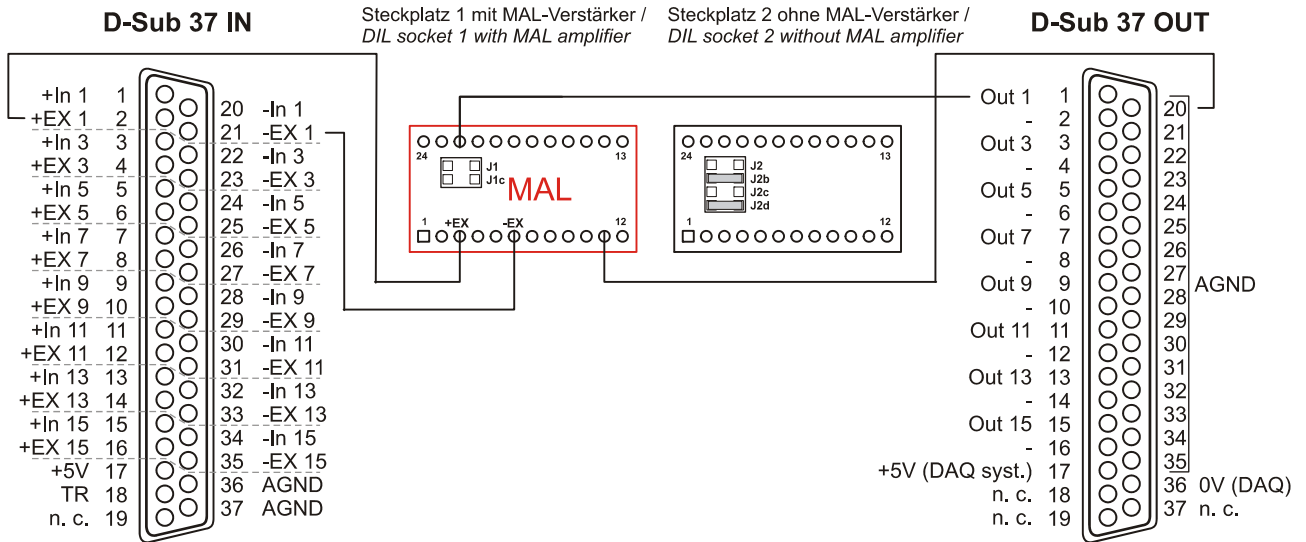 D-Sub 37 IN
Steckplatz 1 mit MAL-Verstärker /
DIL socket 1 with MAL amplifier
Steckplatz 2 ohne MAL-Verstärker /
DIL socket 2 without MAL amplifier
D-Sub 37 OUT
+In 1 1
+EX 1 2
+In 3 3
+EX 3 4
+In 5 5
+EX 5 6
+In 7 7
+EX 7 8
+In 9 9
+EX 9 10
+In 11 11
+EX 11 12
+In 13 13
+EX 13 14
+In 15 15
+EX 15 16
+5V 17
TR 18
n. c. 19
20 -In 1
21 -EX 1
22 -In 3
23 -EX 3
24 -In 5
25 -EX 5
26 -In 7
27 -EX 7
28 -In 9
29 -EX 9
30 -In 11
31 -EX 11
32 -In 13
33 -EX 13
34 -In 15
35 -EX 15
36 AGND
37 AGND
24 13
J1
J1c
MAL
1 +EX -EX 12
24 13
J2
J2b
J2c
J2d
1 12
Out 1 1
- 2
Out 3 3
- 4
Out 5 5
- 6
Out 7 7
- 8
Out 9 9
- 10
Out 11 11
- 12
Out 13 13
- 14
Out 15 15
- 16
+5V (DAQ syst.) 17
n. c. 18
n. c. 19
20
21
22
23
24
25
26
27
AGND
28
29
30
31
32
33
34
35
36 0V (DAQ)
37 n. c.